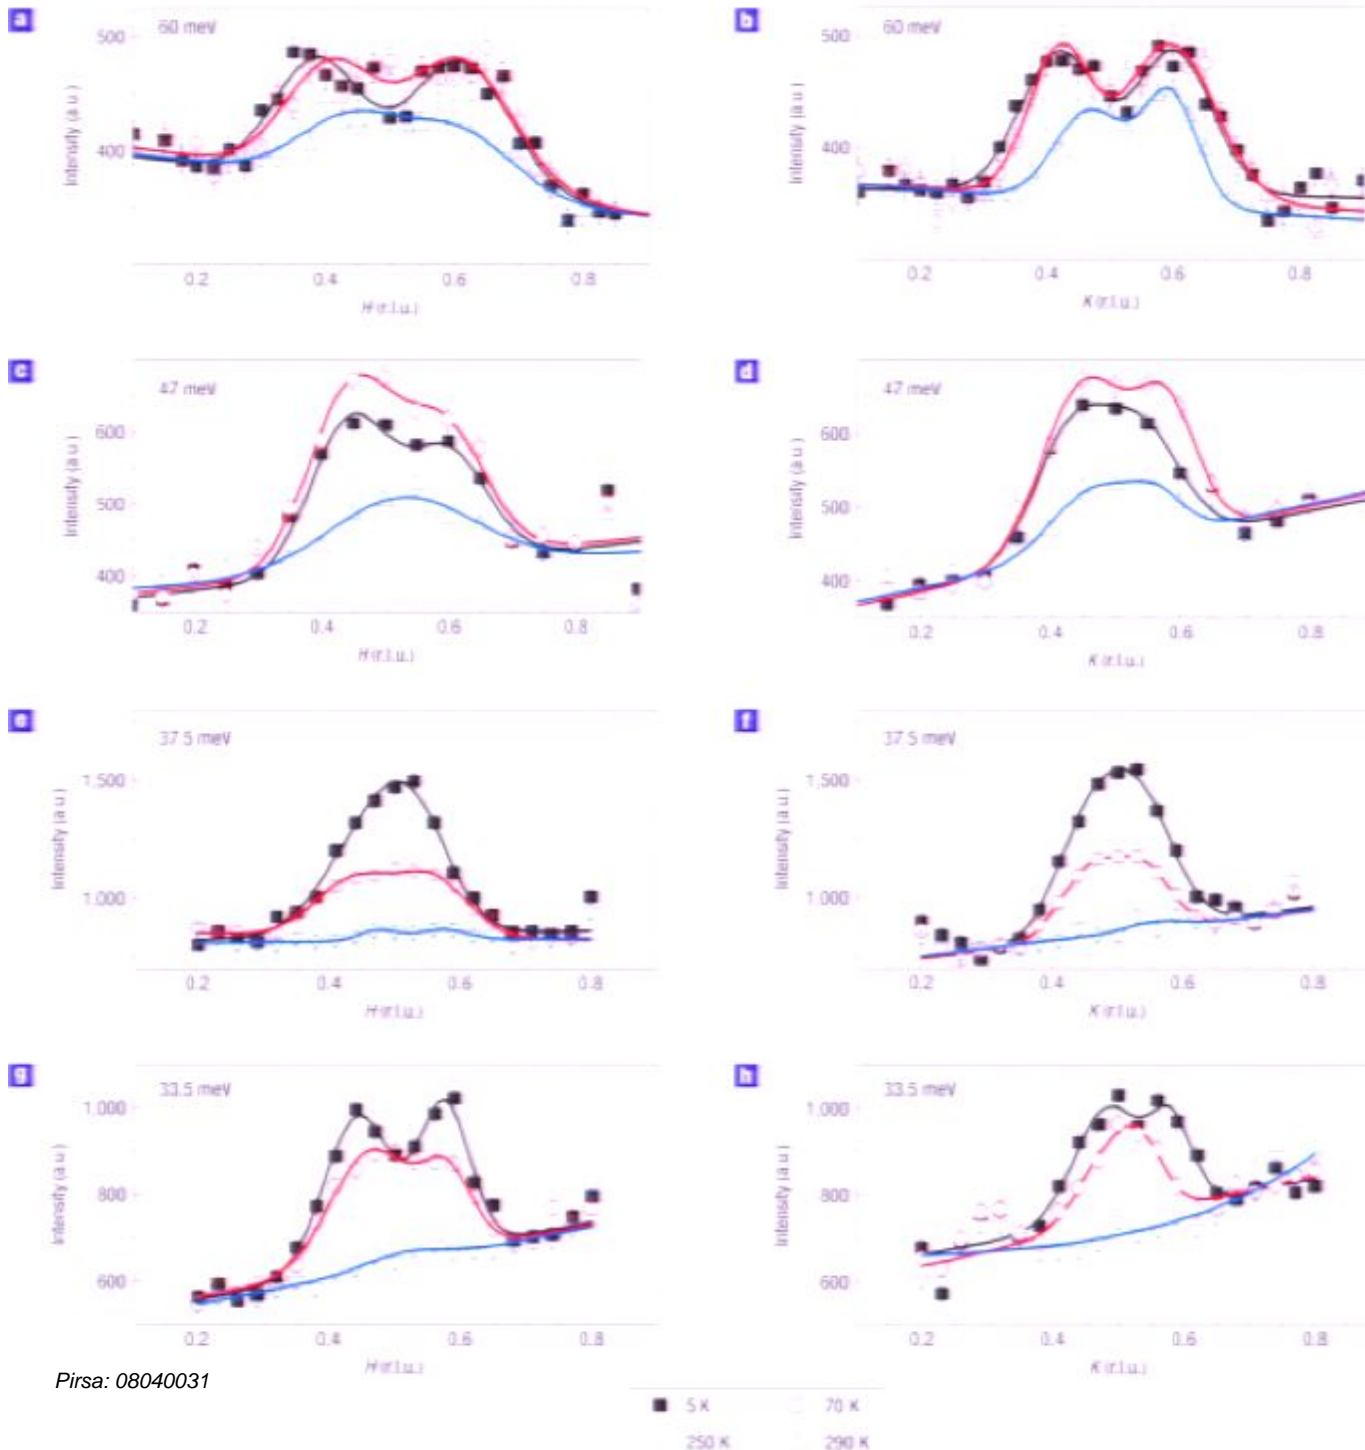 a
60 meV
500
400
Intensity (a.u.)
0.2 0.4 0.6 0.8
H (r.l.u.)
b
60 meV
500
400
Intensity (a.u.)
0.2 0.4 0.6 0.8
K (r.l.u.)
c
47 meV
600
500
400
Intensity (a.u.)
0.2 0.4 0.6 0.8
H (r.l.u.)
d
47 meV
600
500
400
Intensity (a.u.)
0.2 0.4 0.6 0.8
K (r.l.u.)
e
37.5 meV
1,500
1,000
Intensity (a.u.)
0.2 0.4 0.6 0.8
H (r.l.u.)
f
37.5 meV
1,500
1,000
Intensity (a.u.)
0.2 0.4 0.6 0.8
K (r.l.u.)
g
33.5 meV
1,000
800
600
Intensity (a.u.)
0.2 0.4 0.6 0.8
H (r.l.u.)
h
33.5 meV
1,000
800
600
Intensity (a.u.)
0.2 0.4 0.6 0.8
K (r.l.u.)
Pirsa: 08040031
5 K 70 K
250 K 290 K